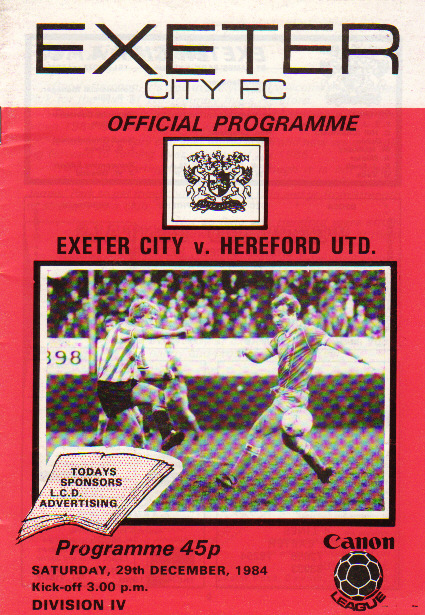 EXETER
CITY FC
OFFICIAL PROGRAMME
EXETER CITY v. HEREFORD UTD.
398
TODAYS
SPONSORS
L.C.D.
ADVERTISING
Programme 45p
SATURDAY, 29th DECEMBER, 1984
Kick-off 3.00 p.m.
DIVISION IV
Canon
LEAGUE